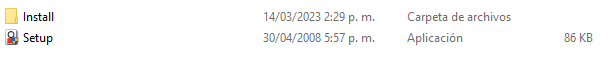 Install 14/03/2023 2:29 p. m. Carpeta de archivos
Setup 30/04/2008 5:57 p. m. Aplicación 86 KB